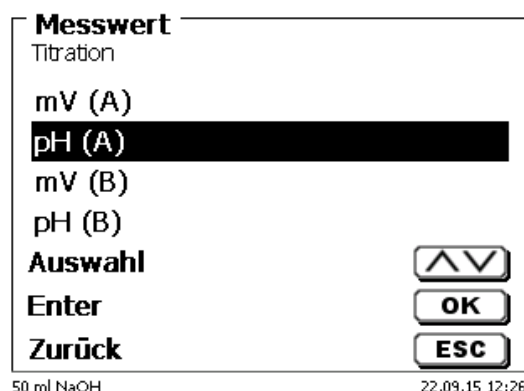 Messwert
Titration
mV (A)
pH (A)
mV (B)
pH (B)
Auswahl
Enter OK
Zurück ESC
50 ml NaOH 22.09.15 12:26